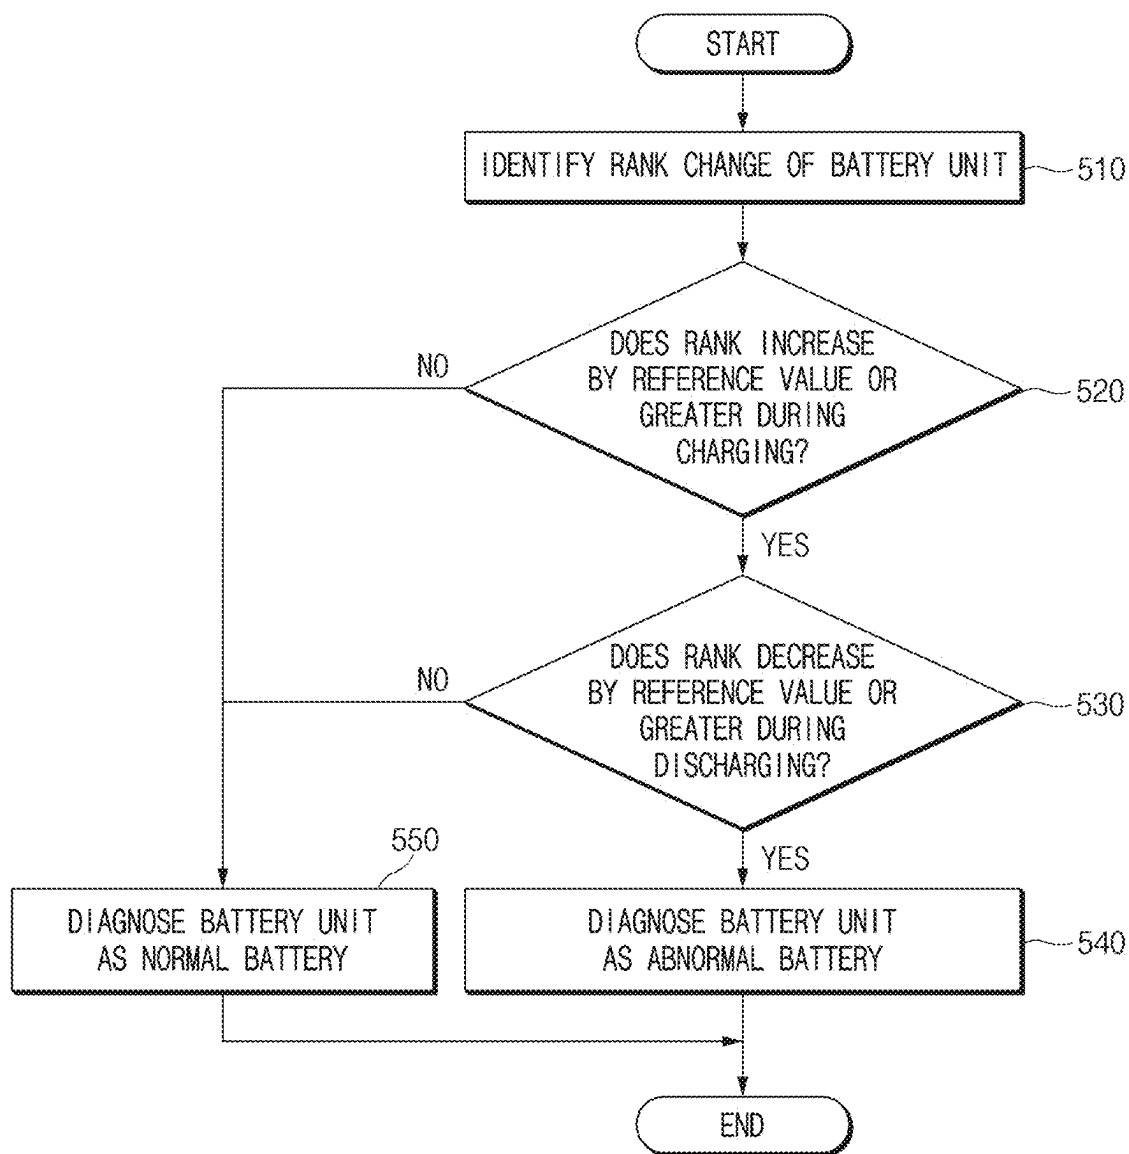 START
IDENTIFY RANK CHANGE OF BATTERY UNIT
510
DOES RANK INCREASE
BY REFERENCE VALUE OR
GREATER DURING
CHARGING?
NO
520
YES
DOES RANK DECREASE
BY REFERENCE VALUE OR
GREATER DURING
DISCHARGING?
NO
530
YES
550
DIAGNOSE BATTERY UNIT
AS NORMAL BATTERY
DIAGNOSE BATTERY UNIT
AS ABNORMAL BATTERY
540
END